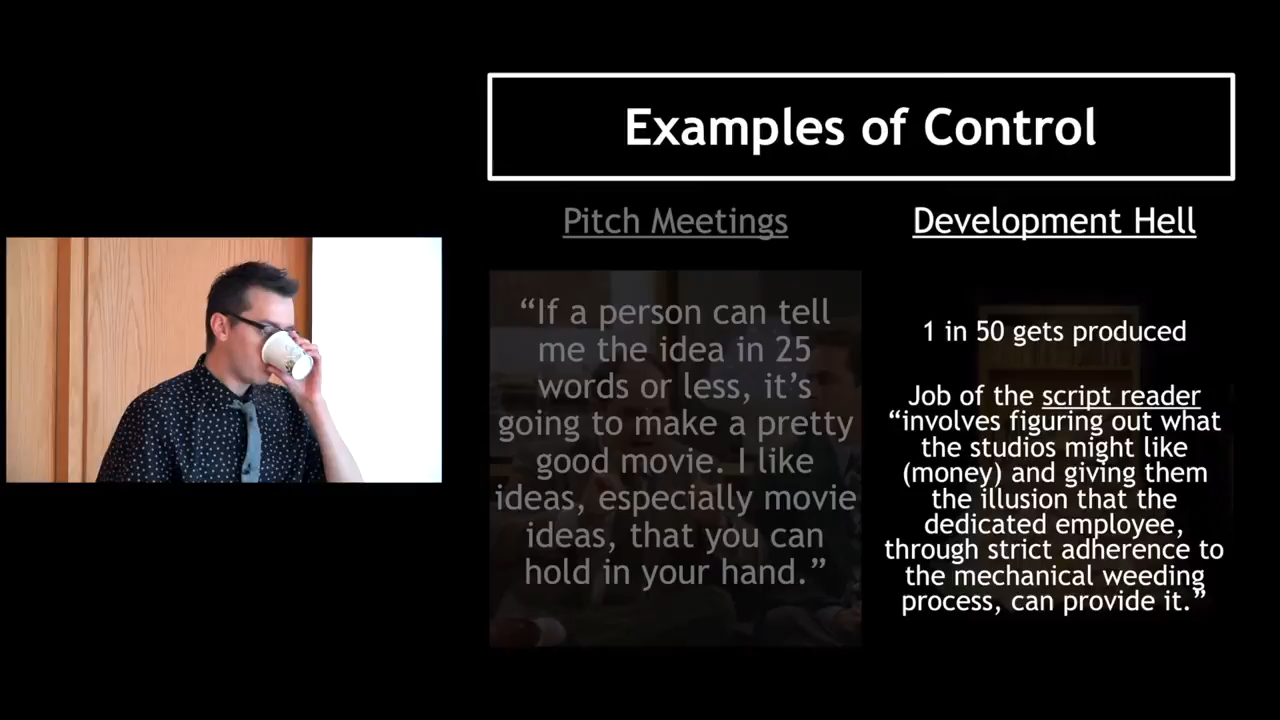 Examples of Control
Pitch Meetings
“If a person can tell
me the idea in 25
words or less, it’s
going to make a pretty
good movie. I like
ideas, especially movie
ideas, that you can
hold in your hand.”
Development Hell
1 in 50 gets produced
Job of the script reader
“involves figuring out what
the studios might like
(money) and giving them
the illusion that the
dedicated employee,
through strict adherence to
the mechanical weeding
process, can provide it.”